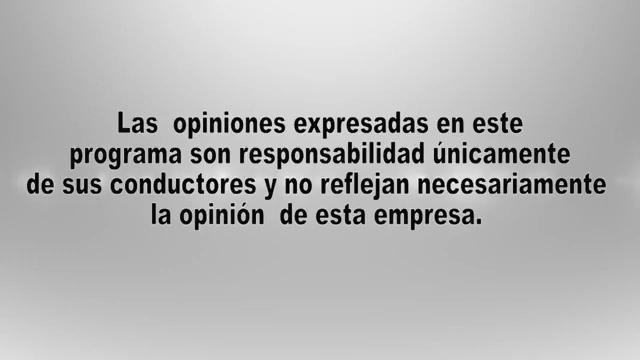 Las opiniones expresadas en este
programa son responsabilidad únicamente
de sus conductores y no reflejan necesariamente
la opinión de esta empresa.